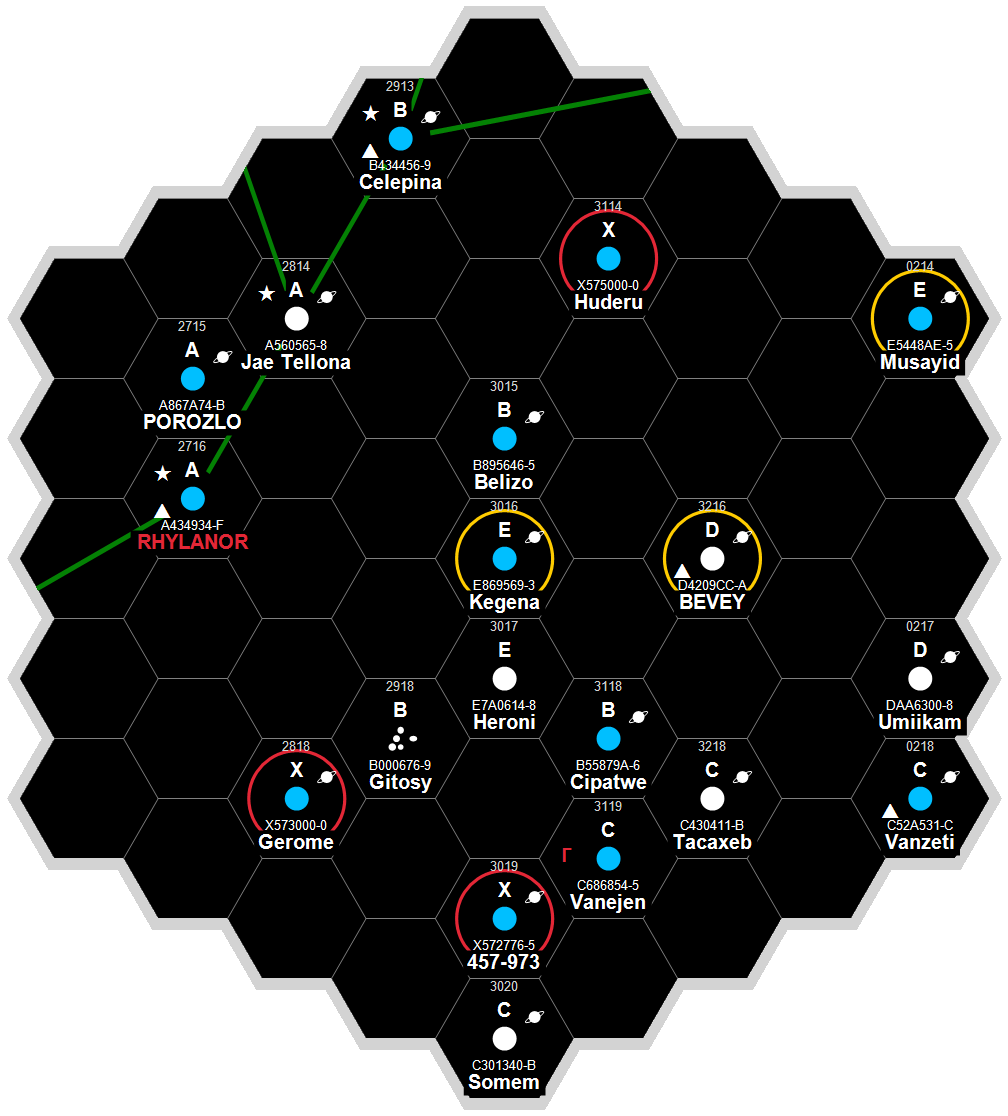 2913
B
B434456-9
Celepina
3114
X
X575000-0
Huderu
2814
A
A560565-8
Jae Tellona
0214
E
E5448AE-5
Musayid
2715
A
A867A74-B
POROZLO
3015
B
B895646-5
Belizo
2716
A
A434934-F
RHYLANOR
3016
E
E869569-3
Kegena
3216
D
D4209CC-A
BEVEY
3017
E
E7A0614-8
Heroni
0217
D
DAA6300-8
Umiikam
2918
B
B000676-9
Gitosy
3118
B
B55879A-6
Cipatwe
2818
X
X573000-0
Gerome
3218
C
C430411-B
Tacaxeb
0218
C
C52A531-C
Vanzeti
3119
C
Γ
C686854-5
Vanejen
3019
X
X572776-5
457-973
3020
C
C301340-B
Somem